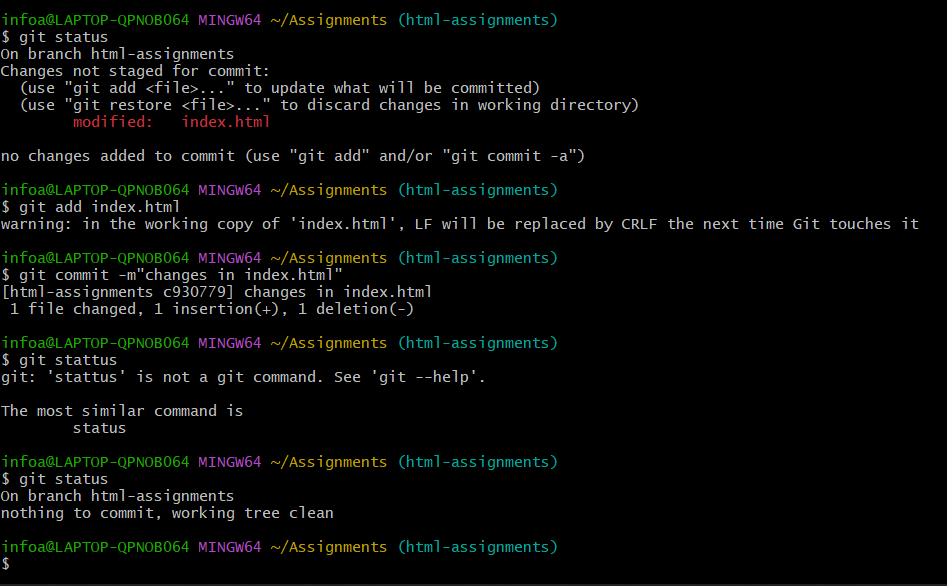 infoa@LAPTOP-QPNOBO64 MINGW64 ~/Assignments (html-assignments)
$ git status
On branch html-assignments
Changes not staged for commit:
  (use "git add <file>..." to update what will be committed)
  (use "git restore <file>..." to discard changes in working directory)
        modified:   index.html

no changes added to commit (use "git add" and/or "git commit -a")

infoa@LAPTOP-QPNOBO64 MINGW64 ~/Assignments (html-assignments)
$ git add index.html
warning: in the working copy of 'index.html', LF will be replaced by CRLF the next time Git touches it

infoa@LAPTOP-QPNOBO64 MINGW64 ~/Assignments (html-assignments)
$ git commit -m"changes in index.html"
[html-assignments c930779] changes in index.html
 1 file changed, 1 insertion(+), 1 deletion(-)

infoa@LAPTOP-QPNOBO64 MINGW64 ~/Assignments (html-assignments)
$ git stattus
git: 'stattus' is not a git command. See 'git --help'.

The most similar command is
        status

infoa@LAPTOP-QPNOBO64 MINGW64 ~/Assignments (html-assignments)
$ git status
On branch html-assignments
nothing to commit, working tree clean

infoa@LAPTOP-QPNOBO64 MINGW64 ~/Assignments (html-assignments)
$